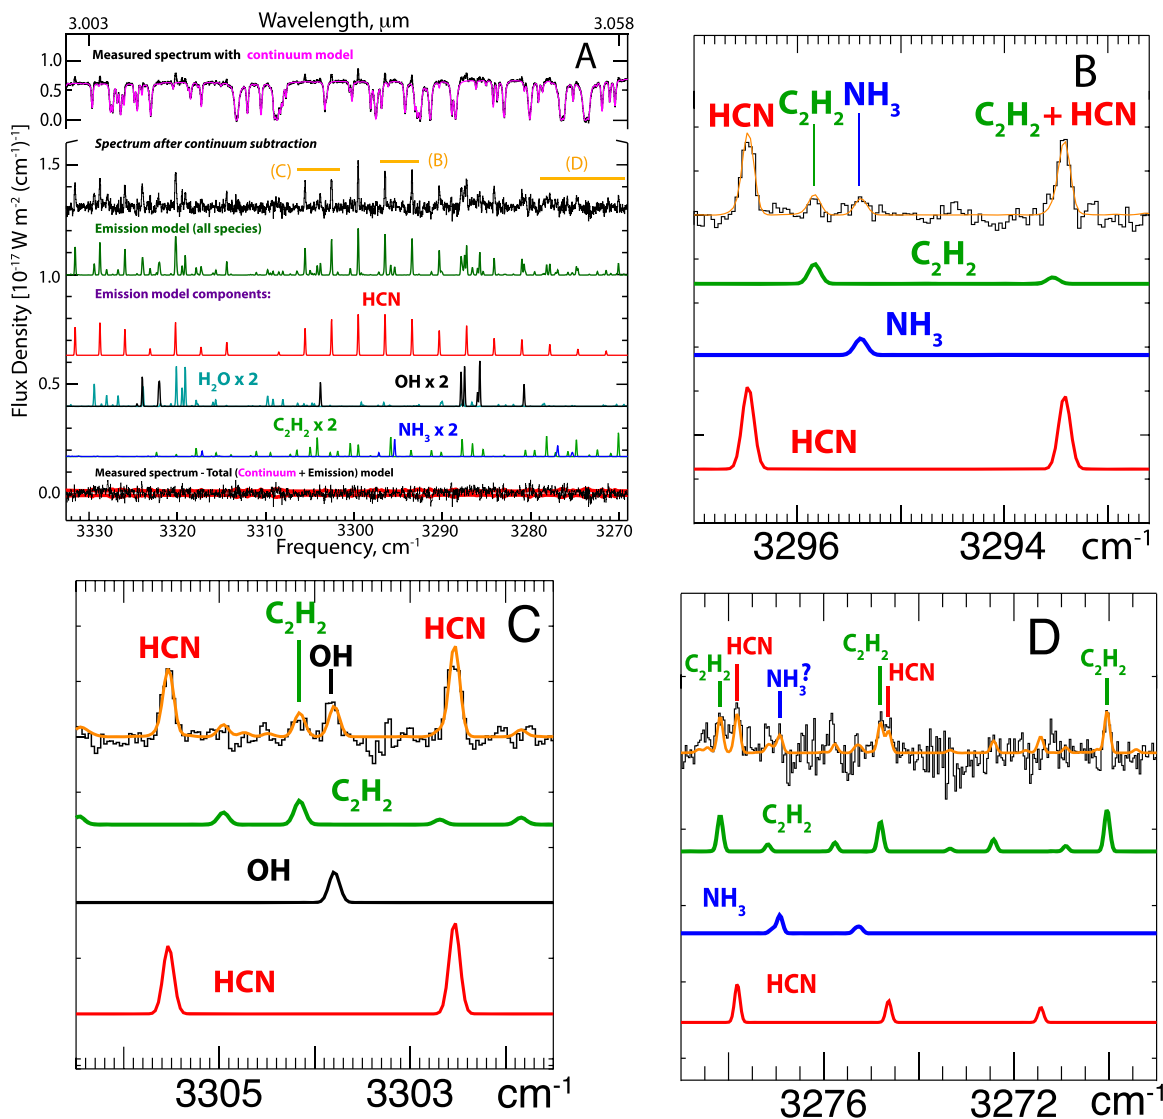 3.003 Wavelength, μm 3.058
A
Measured spectrum with continuum model
1.0
0.5
0.0
Spectrum after continuum subtraction
1.5
(C) (B) (D)
Emission model (all species)
1.0
Emission model components:
HCN
H₂O x 2 OH x 2
0.5
C₂H₂ x 2 NH₃ x 2
Measured spectrum - Total (Continuum + Emission) model
0.0
3330 3320 3310 3300 3290 3280 3270
Frequency, cm⁻¹
Flux Density [10⁻¹⁷ W m⁻² (cm⁻¹)⁻¹]
B
HCN C₂H₂ NH₃ C₂H₂ + HCN
C₂H₂
NH₃
HCN
3296 3294 cm⁻¹
C
HCN C₂H₂ OH HCN
C₂H₂
OH
HCN
3305 3303 cm⁻¹
D
C₂H₂ HCN NH₃? C₂H₂ HCN C₂H₂
C₂H₂
NH₃
HCN
3276 3272 cm⁻¹